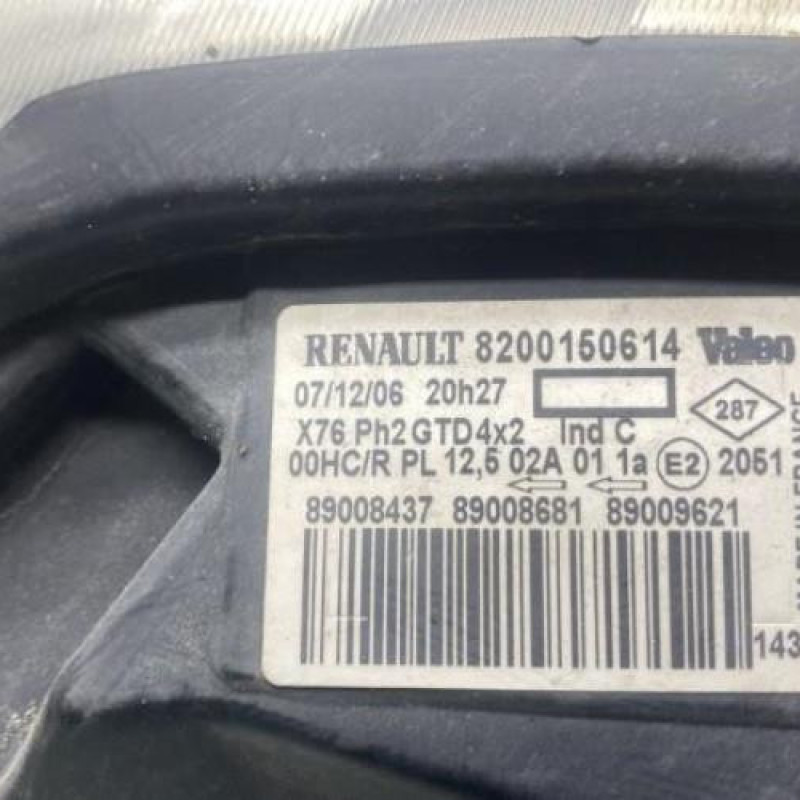 RENAULT 8200150614 Valeo
07/12/06 20h27
287
X76 Ph2 GTD 4x2 Ind C
00HC/R PL 12,5 02A 01 1a E2 2051
89008437 89008681 89009621
143
MADE IN FRANCE